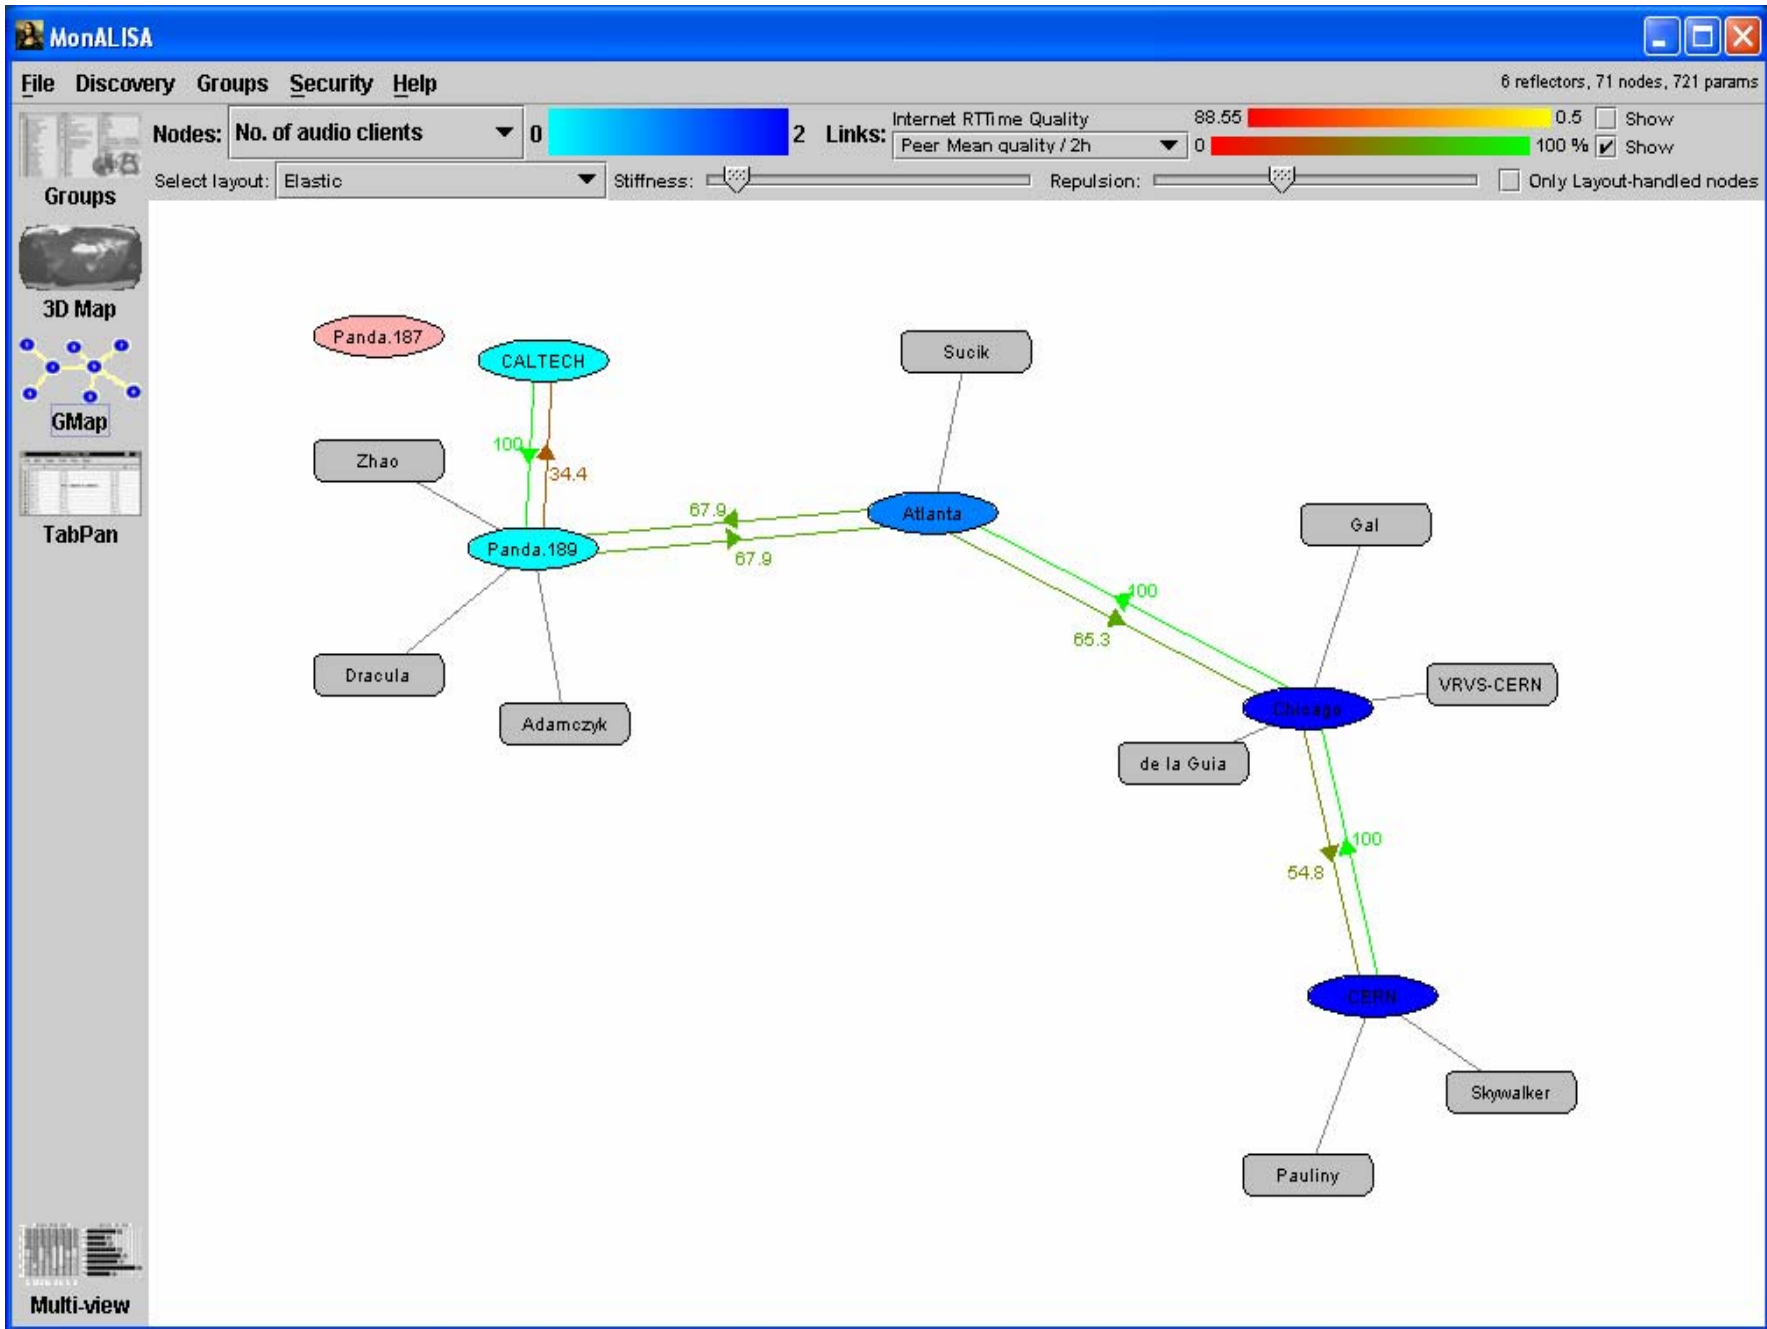 MonALISA
File Discovery Groups Security Help
6 reflectors, 71 nodes, 721 params
Nodes: No. of audio clients 0 2 Links: Internet RTTime Quality 88.55 0.5 Show
Peer Mean quality / 2h 0 100 % Show
Select layout: Elastic Stiffness: Repulsion: Only Layout-handled nodes
Groups
3D Map
GMap
TabPan
Multi-view
Panda.187
CALTECH
Sucik
100
34.4
Zhao
67.9
Atlanta
Gal
Panda.189
67.9
100
65.3
Dracula
VRVS-CERN
Adamczyk
Chicago
de la Guia
100
54.8
CERN
Skywalker
Pauliny